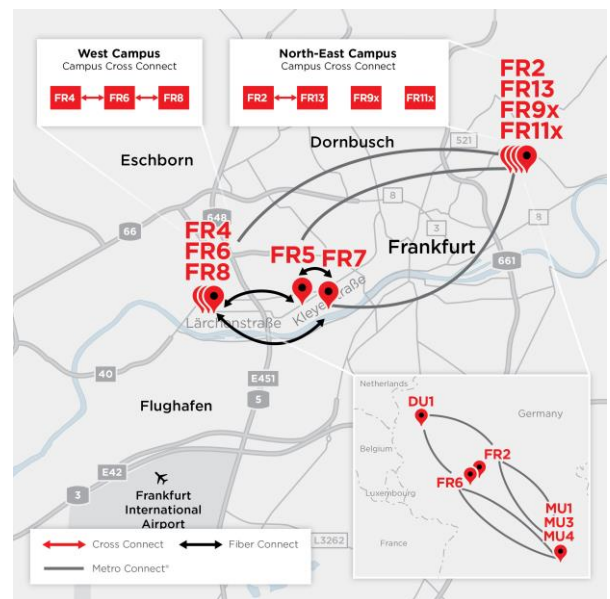 West Campus
Campus Cross Connect
FR4
FR6
FR8
North-East Campus
Campus Cross Connect
FR2
FR13
FR9x
FR11x
FR2
FR13
FR9x
FR11x
Dornbusch
521
Eschborn
8
66
648
3
8
FR4
FR6
FR8
FR5
FR7
Frankfurt
661
Kleyerstraße
Lärchenstraße
40
E451
5
Flughafen
E42
3
Frankfurt
International
Airport
L3262
Netherlands
DU1
Germany
Belgium
FR2
FR6
Luxembourg
MU1
MU3
MU4
France
Cross Connect
Fiber Connect
Metro Connect®